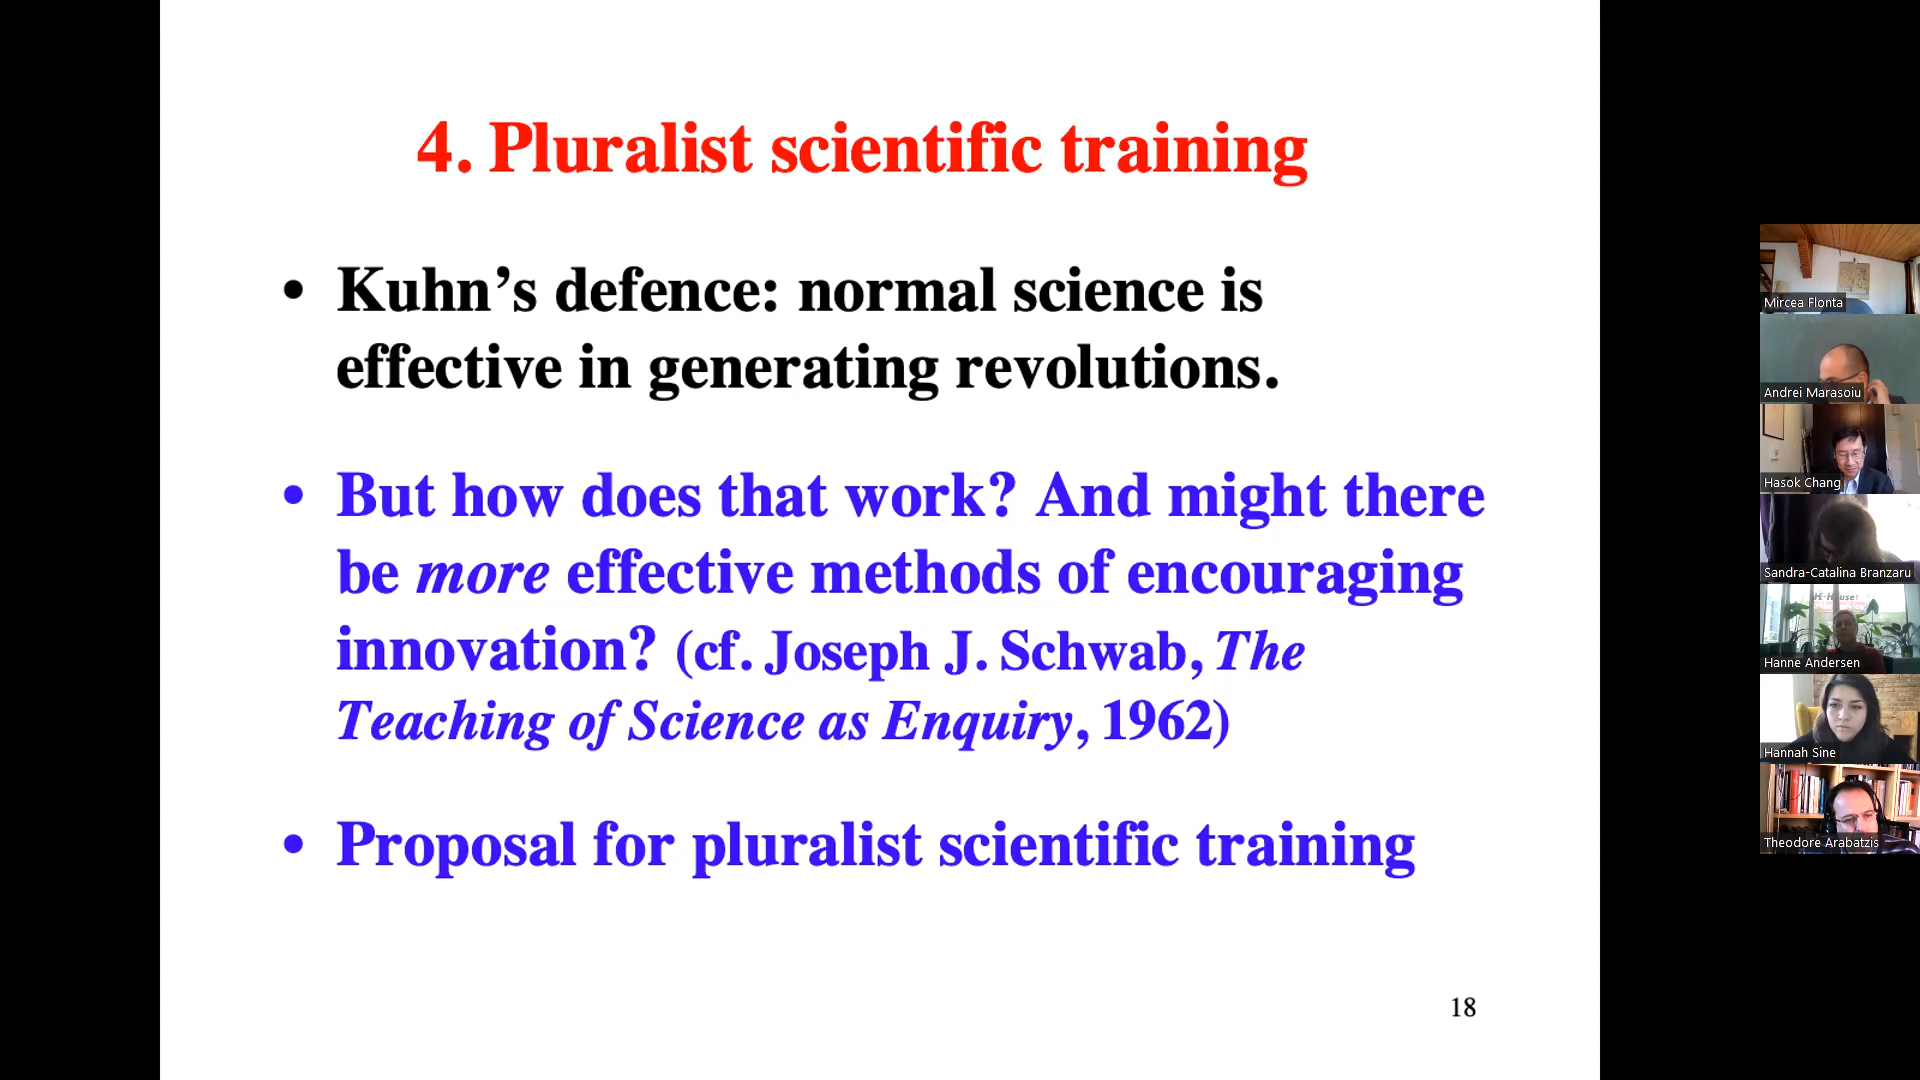 4. Pluralist scientific training
• Kuhn’s defence: normal science is
effective in generating revolutions.
• But how does that work? And might there
be more effective methods of encouraging
innovation? (cf. Joseph J. Schwab, The
Teaching of Science as Enquiry, 1962)
• Proposal for pluralist scientific training
18
Mircea Flonta
Andrei Marasoiu
Hasok Chang
Sandra-Catalina Branzaru
Hanne Andersen
Hannah Sine
Theodore Arabatzis